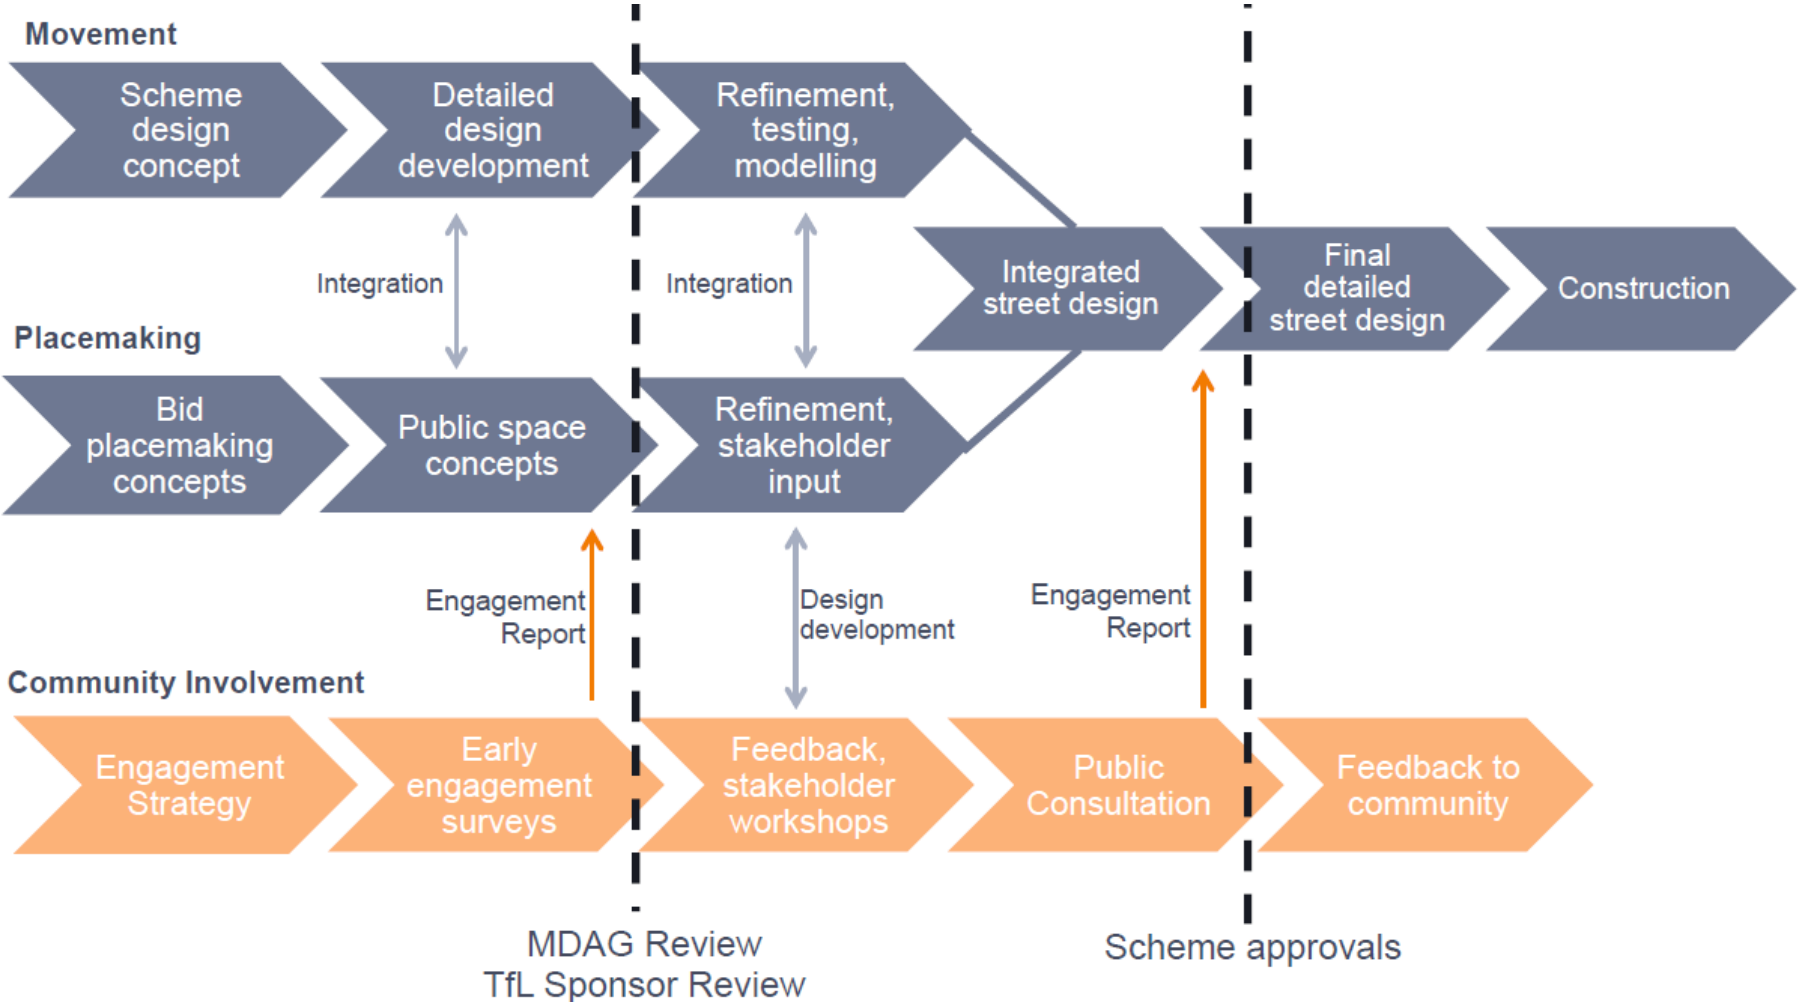 Movement
Scheme
design
concept
Detailed
design
development
Refinement,
testing,
modelling
Integration
Integration
Integrated
street design
Final
detailed
street design
Construction
Placemaking
Bid
placemaking
concepts
Public space
concepts
Refinement,
stakeholder
input
Engagement
Report
Design
development
Engagement
Report
Community Involvement
Engagement
Strategy
Early
engagement
surveys
Feedback,
stakeholder
workshops
Public
Consultation
Feedback to
community
MDAG Review
TfL Sponsor Review
Scheme approvals